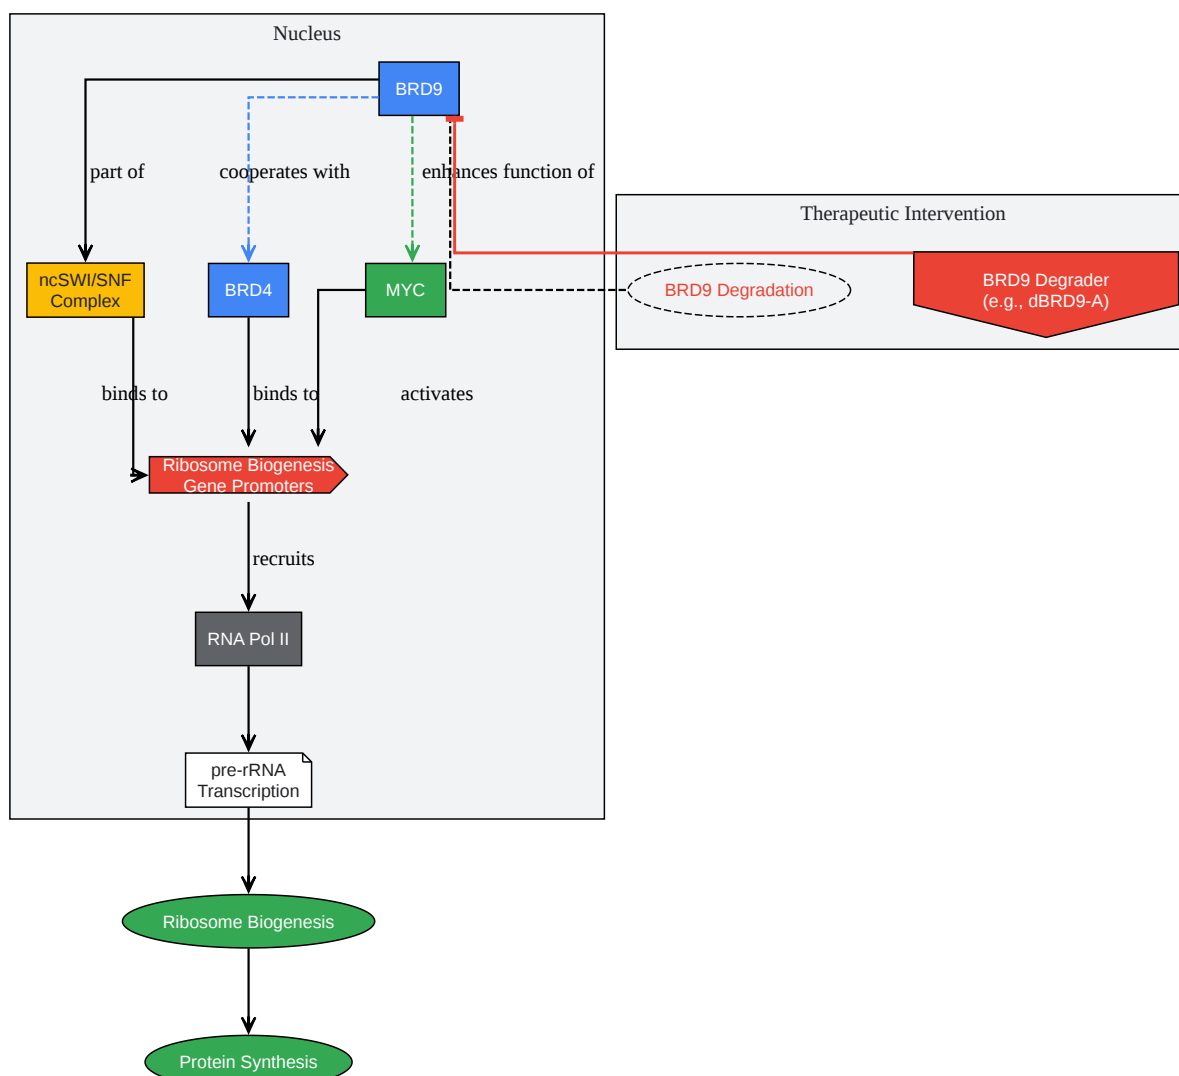 Nucleus
BRD9
part of
cooperates with
enhances function of
Therapeutic Intervention
ncSWI/SNF
Complex
BRD4
MYC
BRD9 Degradation
BRD9 Degrader
(e.g., dBRD9-A)
binds to
binds to
activates
Ribosome Biogenesis
Gene Promoters
recruits
RNA Pol II
pre-rRNA
Transcription
Ribosome Biogenesis
Protein Synthesis